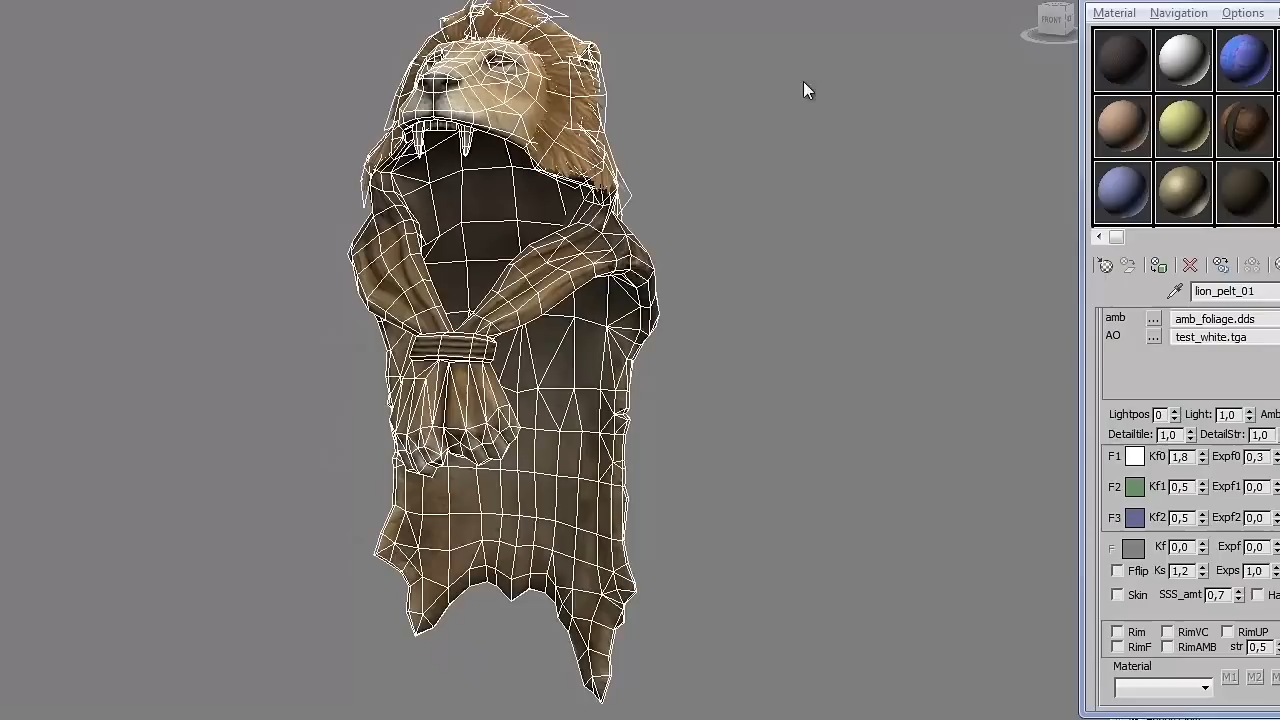 FRONT
Material Navigation Options
lion_pelt_01
amb ... amb_foliage.dds
AO ... test_white.tga
Lightpos 0 Light: 1,0 Amb
Detailtile: 1,0 DetailStr: 1,0
F1 Kf0 1,8 Expf0 0,3
F2 Kf1 0,5 Expf1 0,0
F3 Kf2 0,5 Expf2 0,0
F Kf 0,0 Expf 0,0
Fflip Ks 1,2 Exps 1,0
Skin SSS_amt 0,7 Ha
Rim RimVC RimUP
RimF RimAMB str 0,5
Material
M1 M2 M